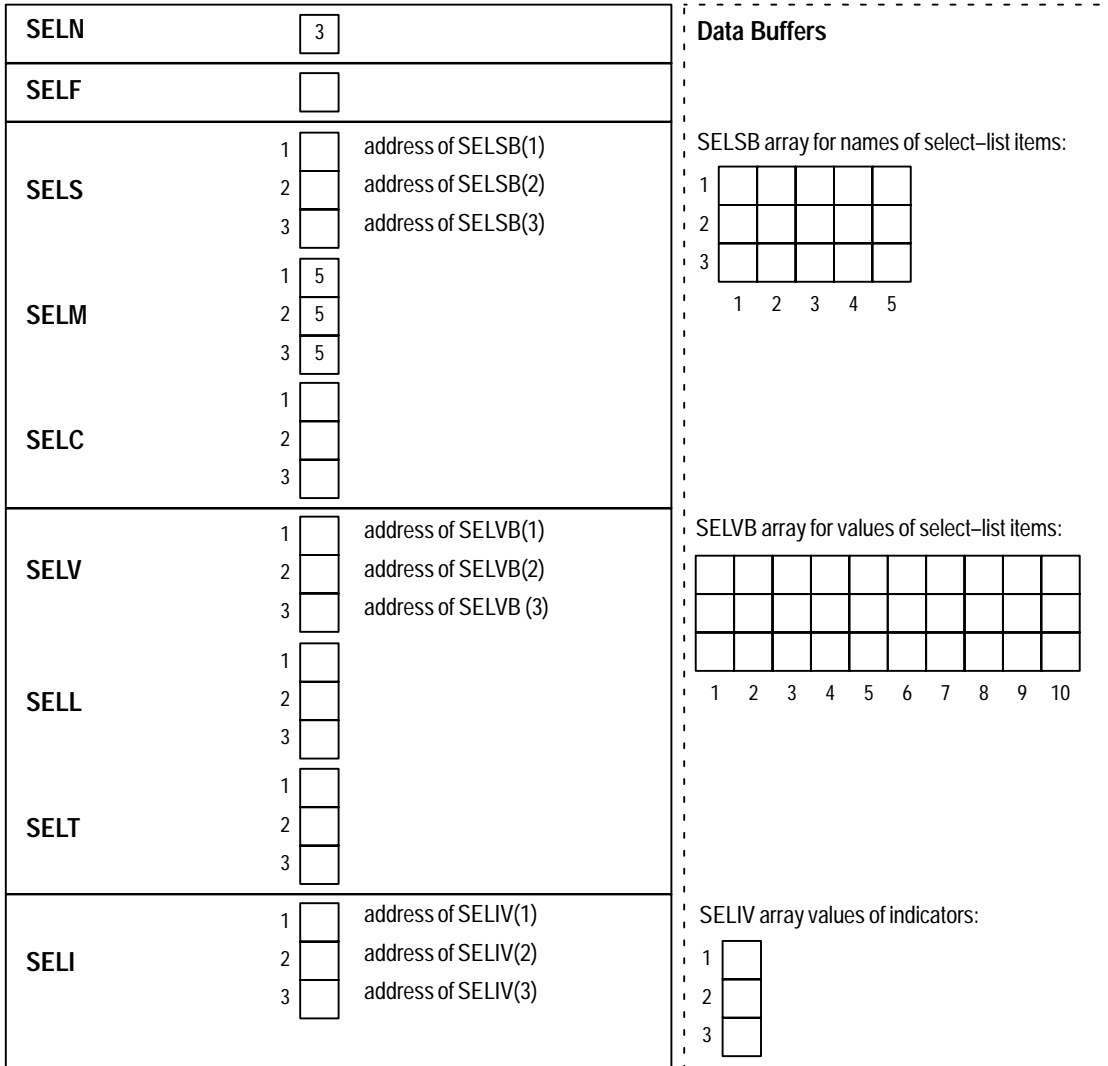 SELN 3
SELF
1 address of SELSB(1)
SELS 2 address of SELSB(2)
3 address of SELSB(3)
1 5
SELM 2 5
3 5
1
SELC 2
3
1 address of SELVB(1)
SELV 2 address of SELVB(2)
3 address of SELVB (3)
1
SELL 2
3
1
SELT 2
3
1 address of SELIV(1)
SELI 2 address of SELIV(2)
3 address of SELIV(3)
Data Buffers
SELSB array for names of select–list items:
1
2
3
1 2 3 4 5
SELVB array for values of select–list items:
1 2 3 4 5 6 7 8 9 10
SELIV array values of indicators:
1
2
3